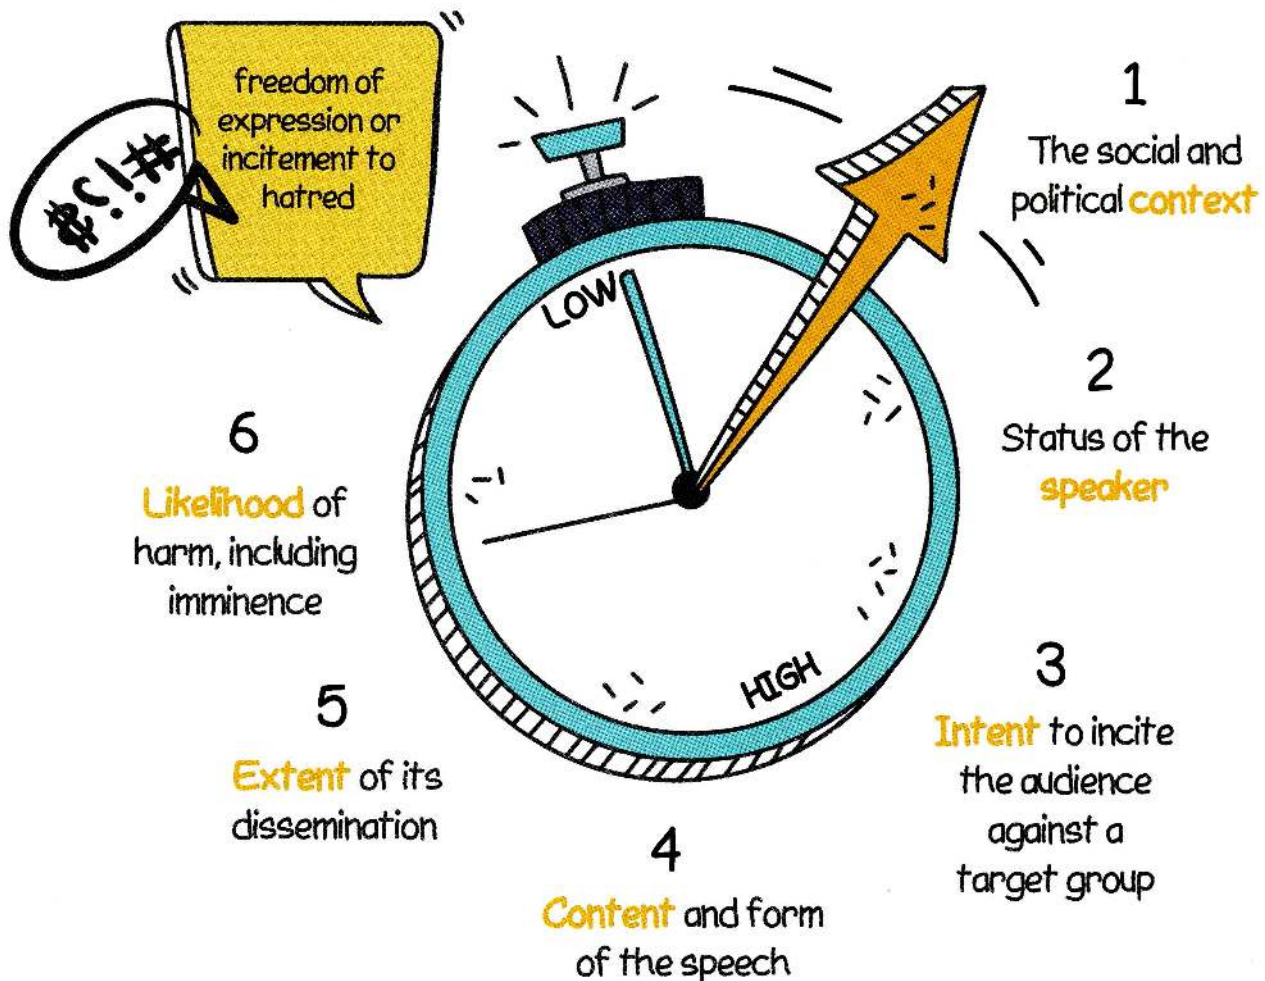 freedom of
expression or
incitement to
hatred
#!?$
LOW
HIGH
1
The social and
political context
2
Status of the
speaker
3
Intent to incite
the audience
against a
target group
4
Content and form
of the speech
5
Extent of its
dissemination
6
Likelihood of
harm, including
imminence